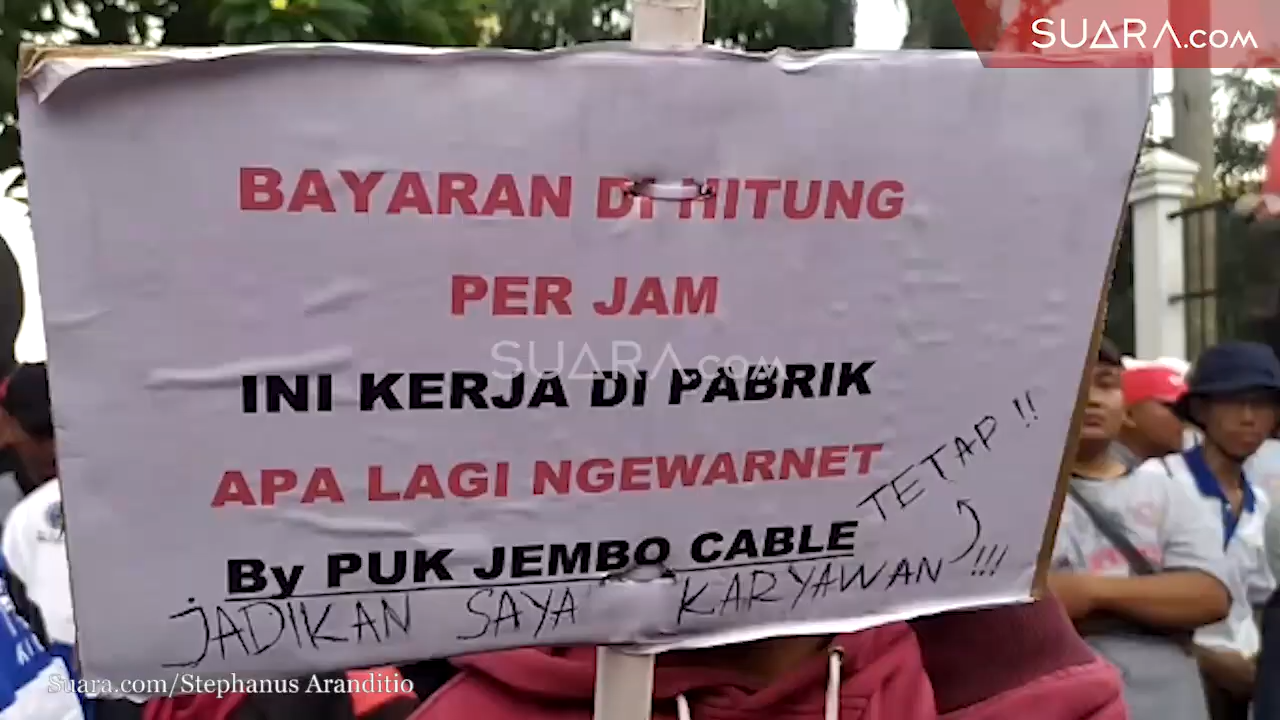 SUARA.com
BAYARAN DI HITUNG
PER JAM
SUARA.com
INI KERJA DI PABRIK
APA LAGI NGEWARNET
By PUK JEMBO CABLE
TETAP !!
JADIKAN SAYA KARYAWAN !!!
Suara.com/Stephanus Aranditio